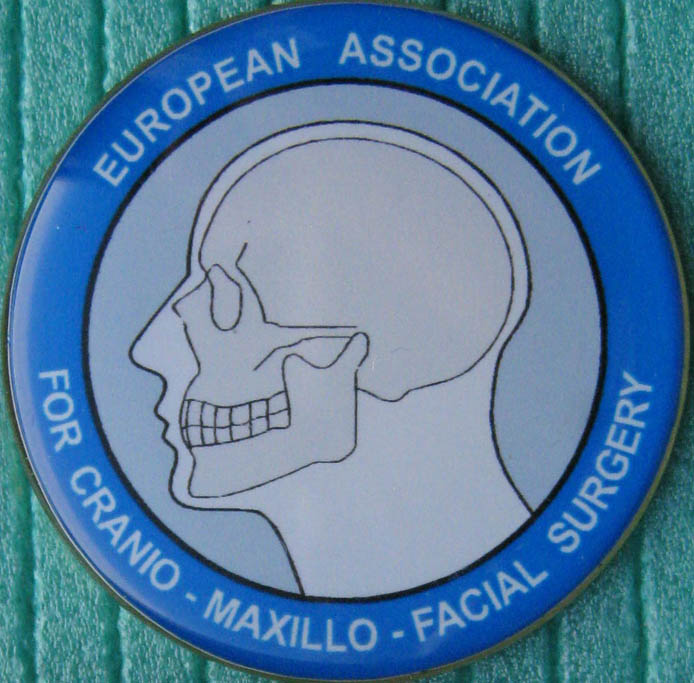 EUROPEAN ASSOCIATION
FOR CRANIO - MAXILLO - FACIAL SURGERY